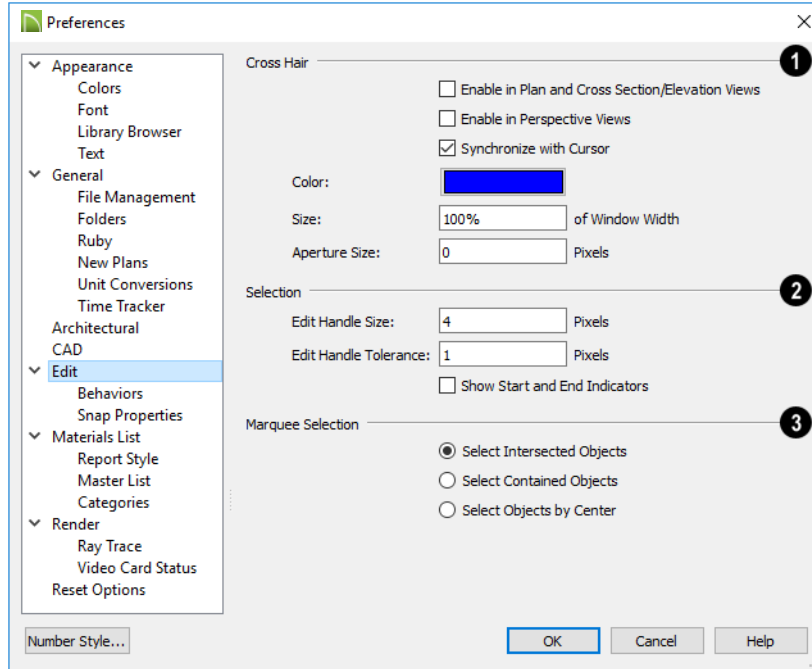 Preferences
Appearance
Colors
Font
Library Browser
Text
General
File Management
Folders
Ruby
New Plans
Unit Conversions
Time Tracker
Architectural
CAD
Edit
Behaviors
Snap Properties
Materials List
Report Style
Master List
Categories
Render
Ray Trace
Video Card Status
Reset Options
Cross Hair 1
Enable in Plan and Cross Section/Elevation Views
Enable in Perspective Views
Synchronize with Cursor
Color:
Size: 100% of Window Width
Aperture Size: 0 Pixels
Selection 2
Edit Handle Size: 4 Pixels
Edit Handle Tolerance: 1 Pixels
Show Start and End Indicators
Marquee Selection 3
Select Intersected Objects
Select Contained Objects
Select Objects by Center
Number Style... OK Cancel Help